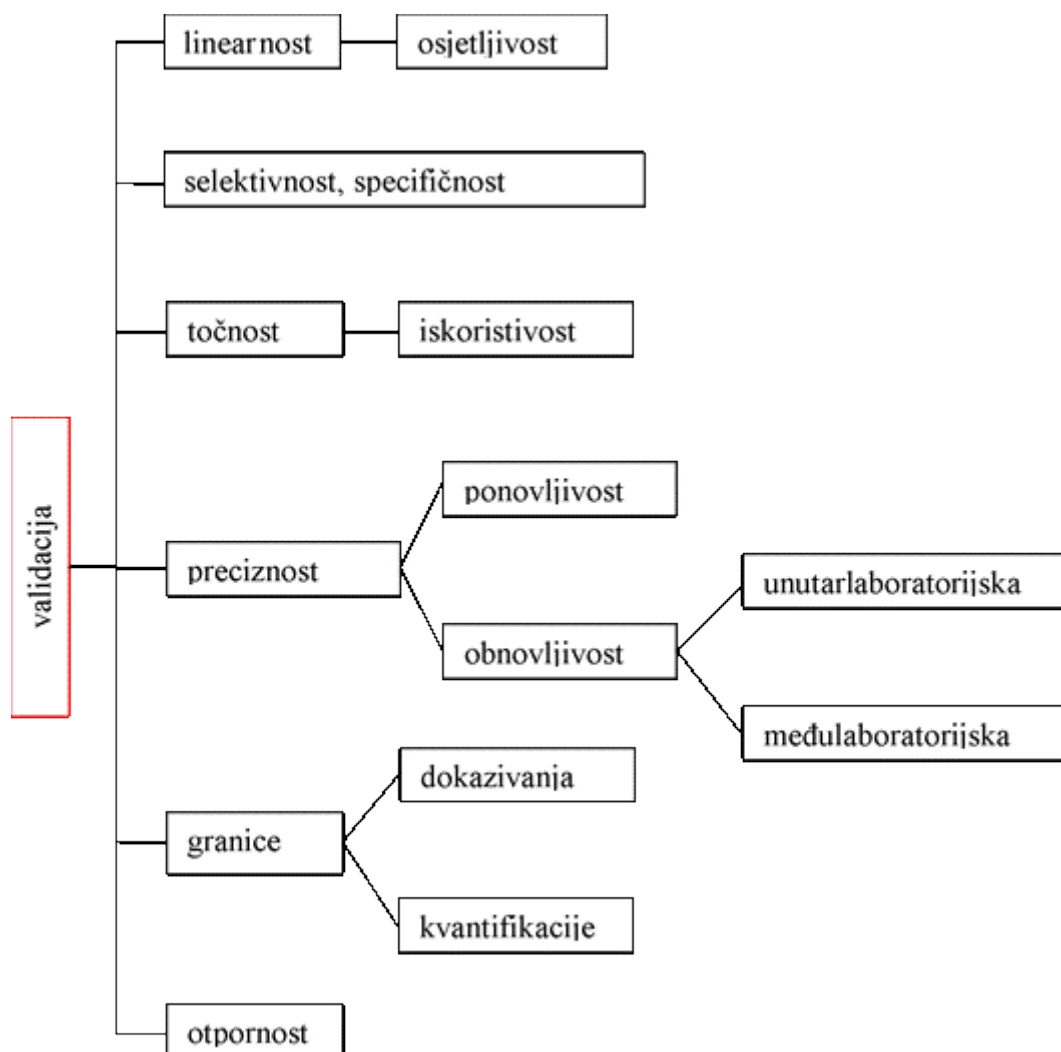 linearnost
osjetljivost
selektivnost, specifičnost
točnost
iskoristivost
validacija
preciznost
ponovljivost
obnovljivost
unutarlaboratorijska
međulaboratorijska
granice
dokazivanja
kvantifikacije
otpornost